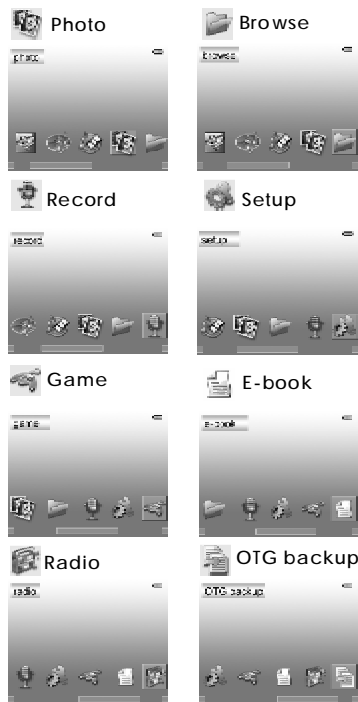 Photo
Browse
photo
browse
Record
Setup
record
setup
Game
E-book
game
e-book
Radio
OTG backup
radio
OTG backup